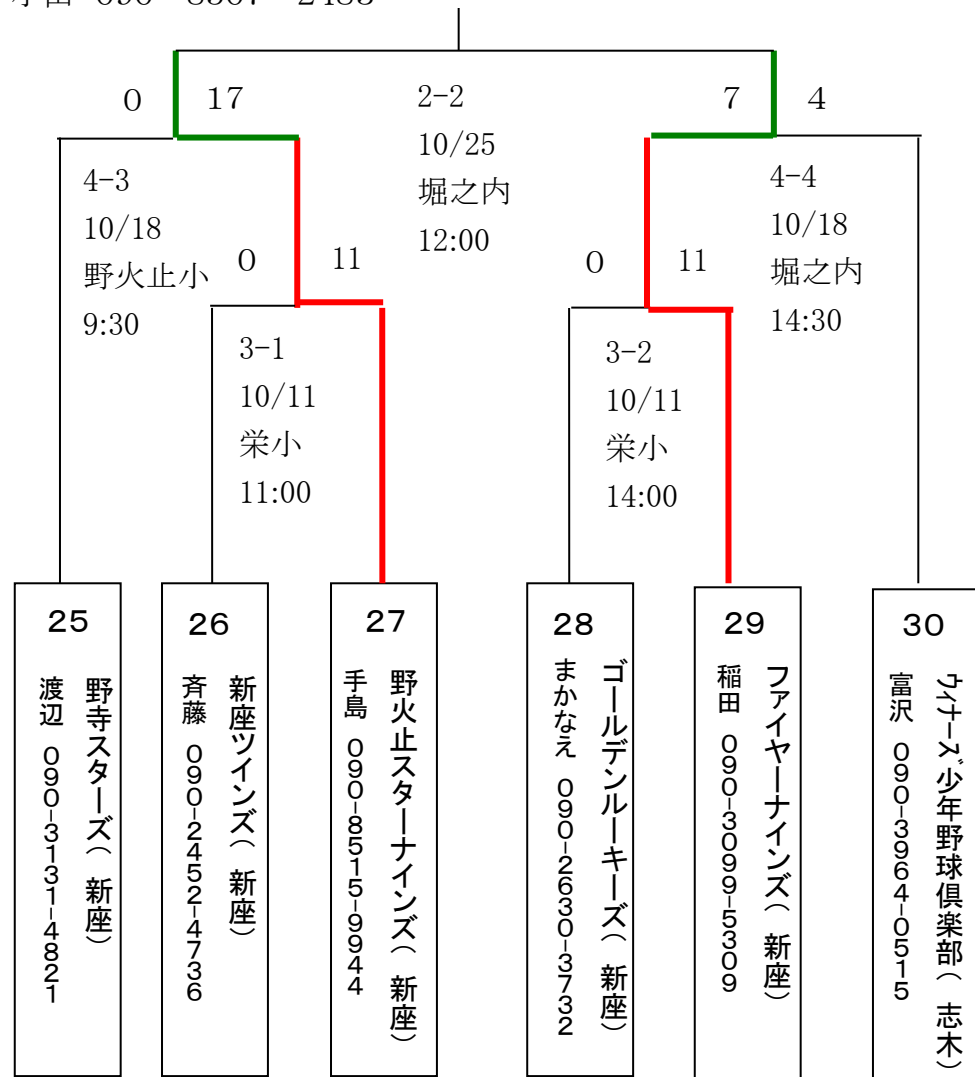 090 8567 2485
0 17
2-2
10/25
堀之内
12:00
7 4
4-3
10/18
野火止小
9:30
4-4
10/18
堀之内
14:30
0 11
0 11
3-1
10/11
栄小
11:00
3-2
10/11
栄小
14:00
25
野寺スターズ（ 新座）
渡辺 090-3131-4821
26
新座ツインズ（ 新座）
斉藤 090-2452-4736
27
野火止スターナインズ（ 新座）
手島 090-8515-9944
28
ゴールデンルーキーズ（ 新座）
まかなえ 090-2630-3732
29
ファイヤーナインズ（ 新座）
稲田 090-3099-5309
30
ウィナーズ少年野球倶楽部（ 志木）
富沢 090-3964-0515